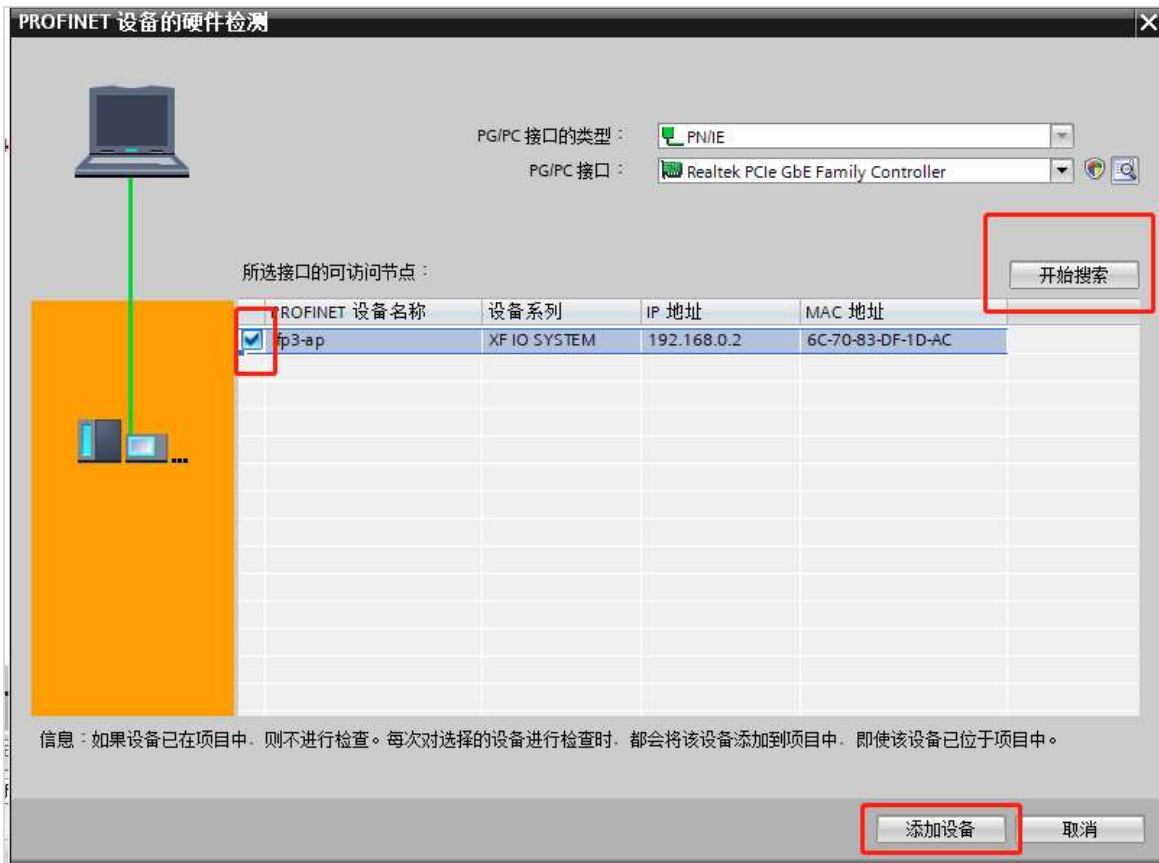 PROFINET 设备的硬件检测
PG/PC 接口的类型：
PN/IE
PG/PC 接口：
Realtek PCIe GbE Family Controller
所选接口的可访问节点：
开始搜索
PROFINET 设备名称 设备系列 IP 地址 MAC 地址
fp3-ap XF IO SYSTEM 192.168.0.2 6C-70-83-DF-1D-AC
信息：如果设备已在项目中，则不进行检查。每次对选择的设备进行检查时，都会将该设备添加到项目中，即使该设备已位于项目中。
添加设备 取消